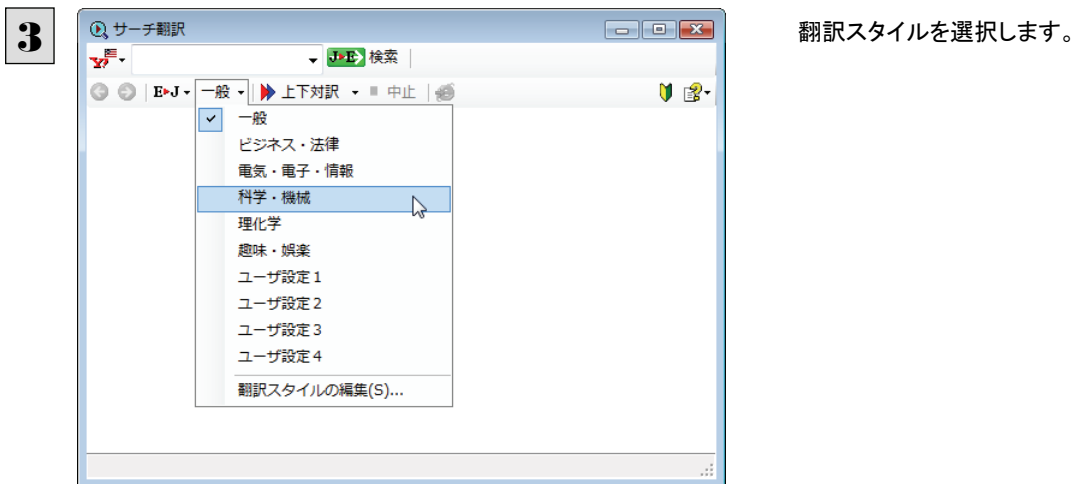 3
サーチ翻訳
翻訳スタイルを選択します。
Y? J▶E 検索
E▶J 一般 上下対訳 中止
一般
ビジネス・法律
電気・電子・情報
科学・機械
理化学
趣味・娯楽
ユーザ設定1
ユーザ設定2
ユーザ設定3
ユーザ設定4
翻訳スタイルの編集(S)...